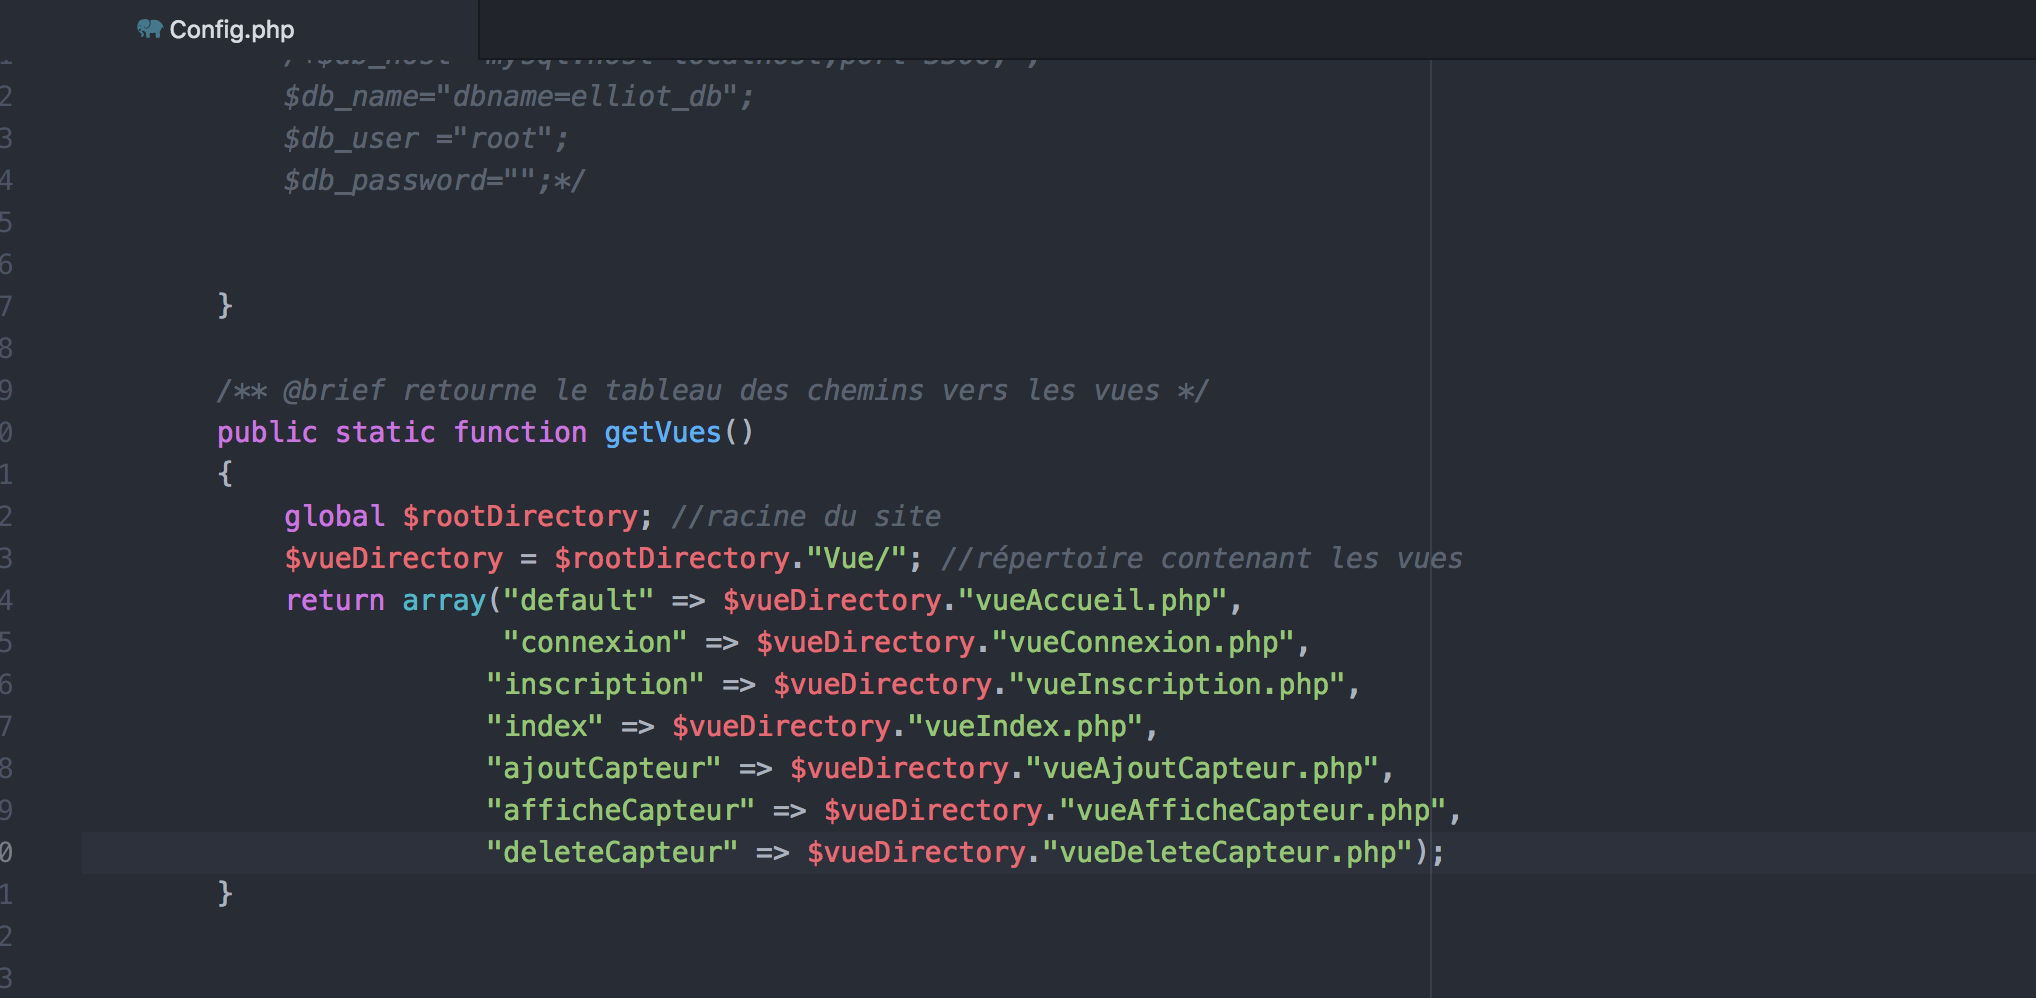 Config.php
2 $db_name="dbname=elliot_db";
3 $db_user ="root";
4 $db_password="";*/
5
6
7 }
8
9 /** @brief retourne le tableau des chemins vers les vues */
0 public static function getVues()
1 {
2 global $rootDirectory; //racine du site
3 $vueDirectory = $rootDirectory."Vue/"; //répertoire contenant les vues
4 return array("default" => $vueDirectory."vueAccueil.php",
5 "connexion" => $vueDirectory."vueConnexion.php",
6 "inscription" => $vueDirectory."vueInscription.php",
7 "index" => $vueDirectory."vueIndex.php",
8 "ajoutCapteur" => $vueDirectory."vueAjoutCapteur.php",
9 "afficheCapteur" => $vueDirectory."vueAfficheCapteur.php",
0 "deleteCapteur" => $vueDirectory."vueDeleteCapteur.php");
1 }
2
3